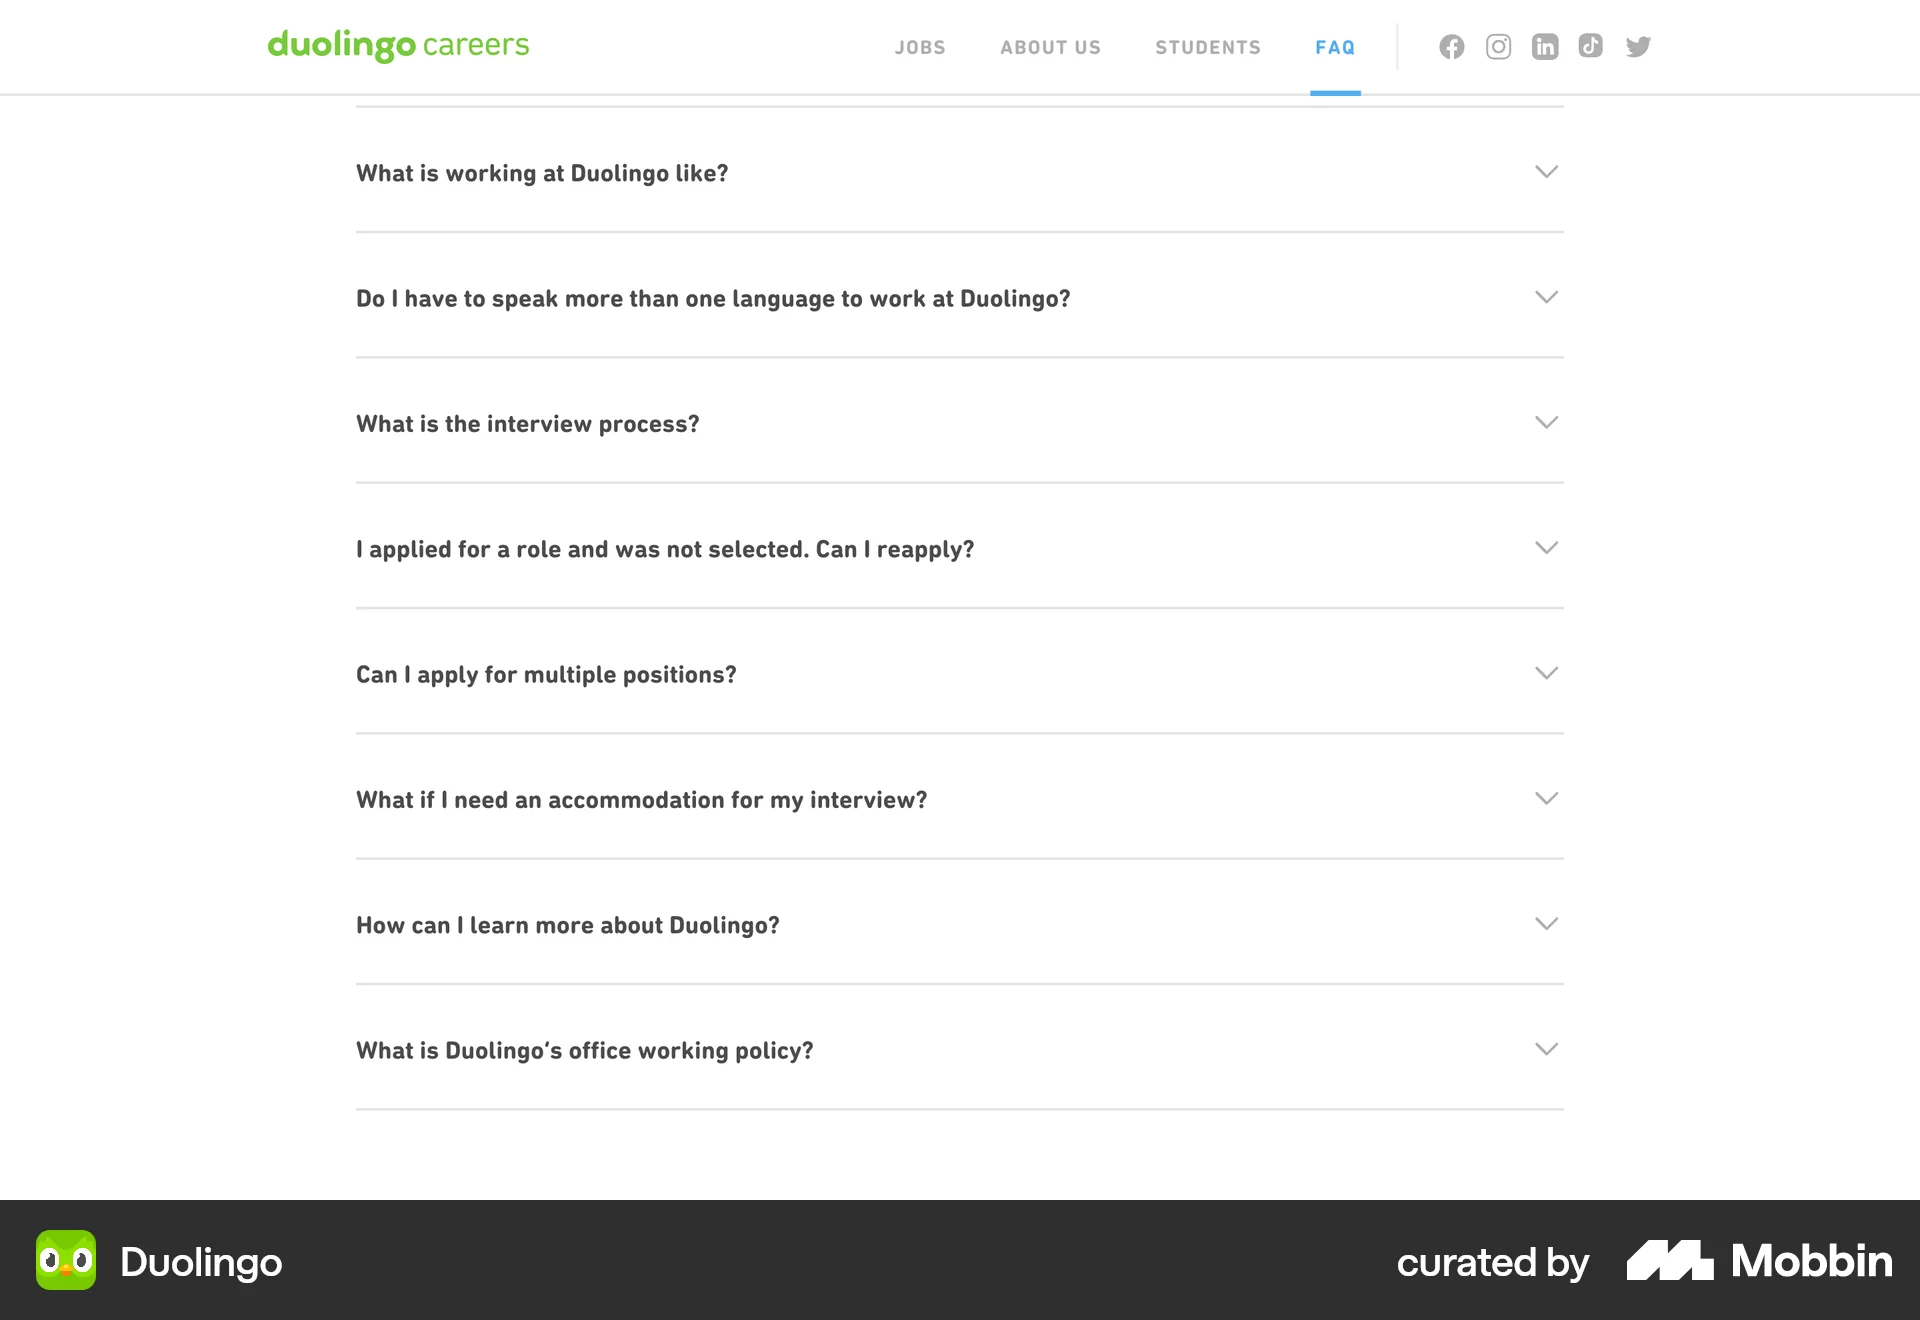 duolingo careers
JOBS
ABOUT US
STUDENTS
FAQ
What is working at Duolingo like?
Do I have to speak more than one language to work at Duolingo?
What is the interview process?
I applied for a role and was not selected. Can I reapply?
Can I apply for multiple positions?
What if I need an accommodation for my interview?
How can I learn more about Duolingo?
What is Duolingo‘s office working policy?
Duolingo
curated by Mobbin